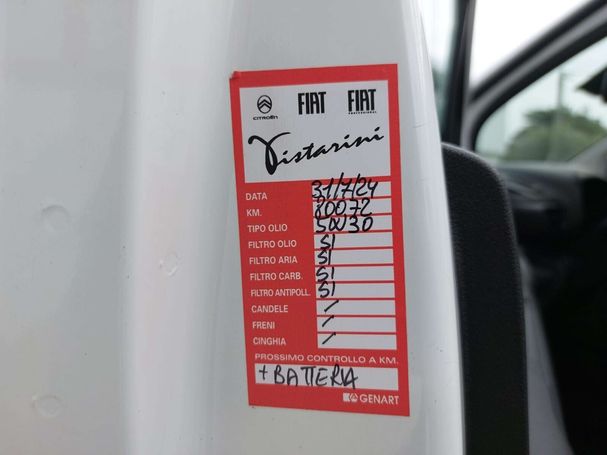 CITROËN FIAT FIAT
PROFESSIONAL
Vistarini
DATA 31/7/24
KM. 80072
TIPO OLIO 5W30
FILTRO OLIO SI
FILTRO ARIA SI
FILTRO CARB. SI
FILTRO ANTIPOLL. SI
CANDELE /
FRENI /
CINGHIA /
PROSSIMO CONTROLLO A KM.
+ BATTERIA
GENART